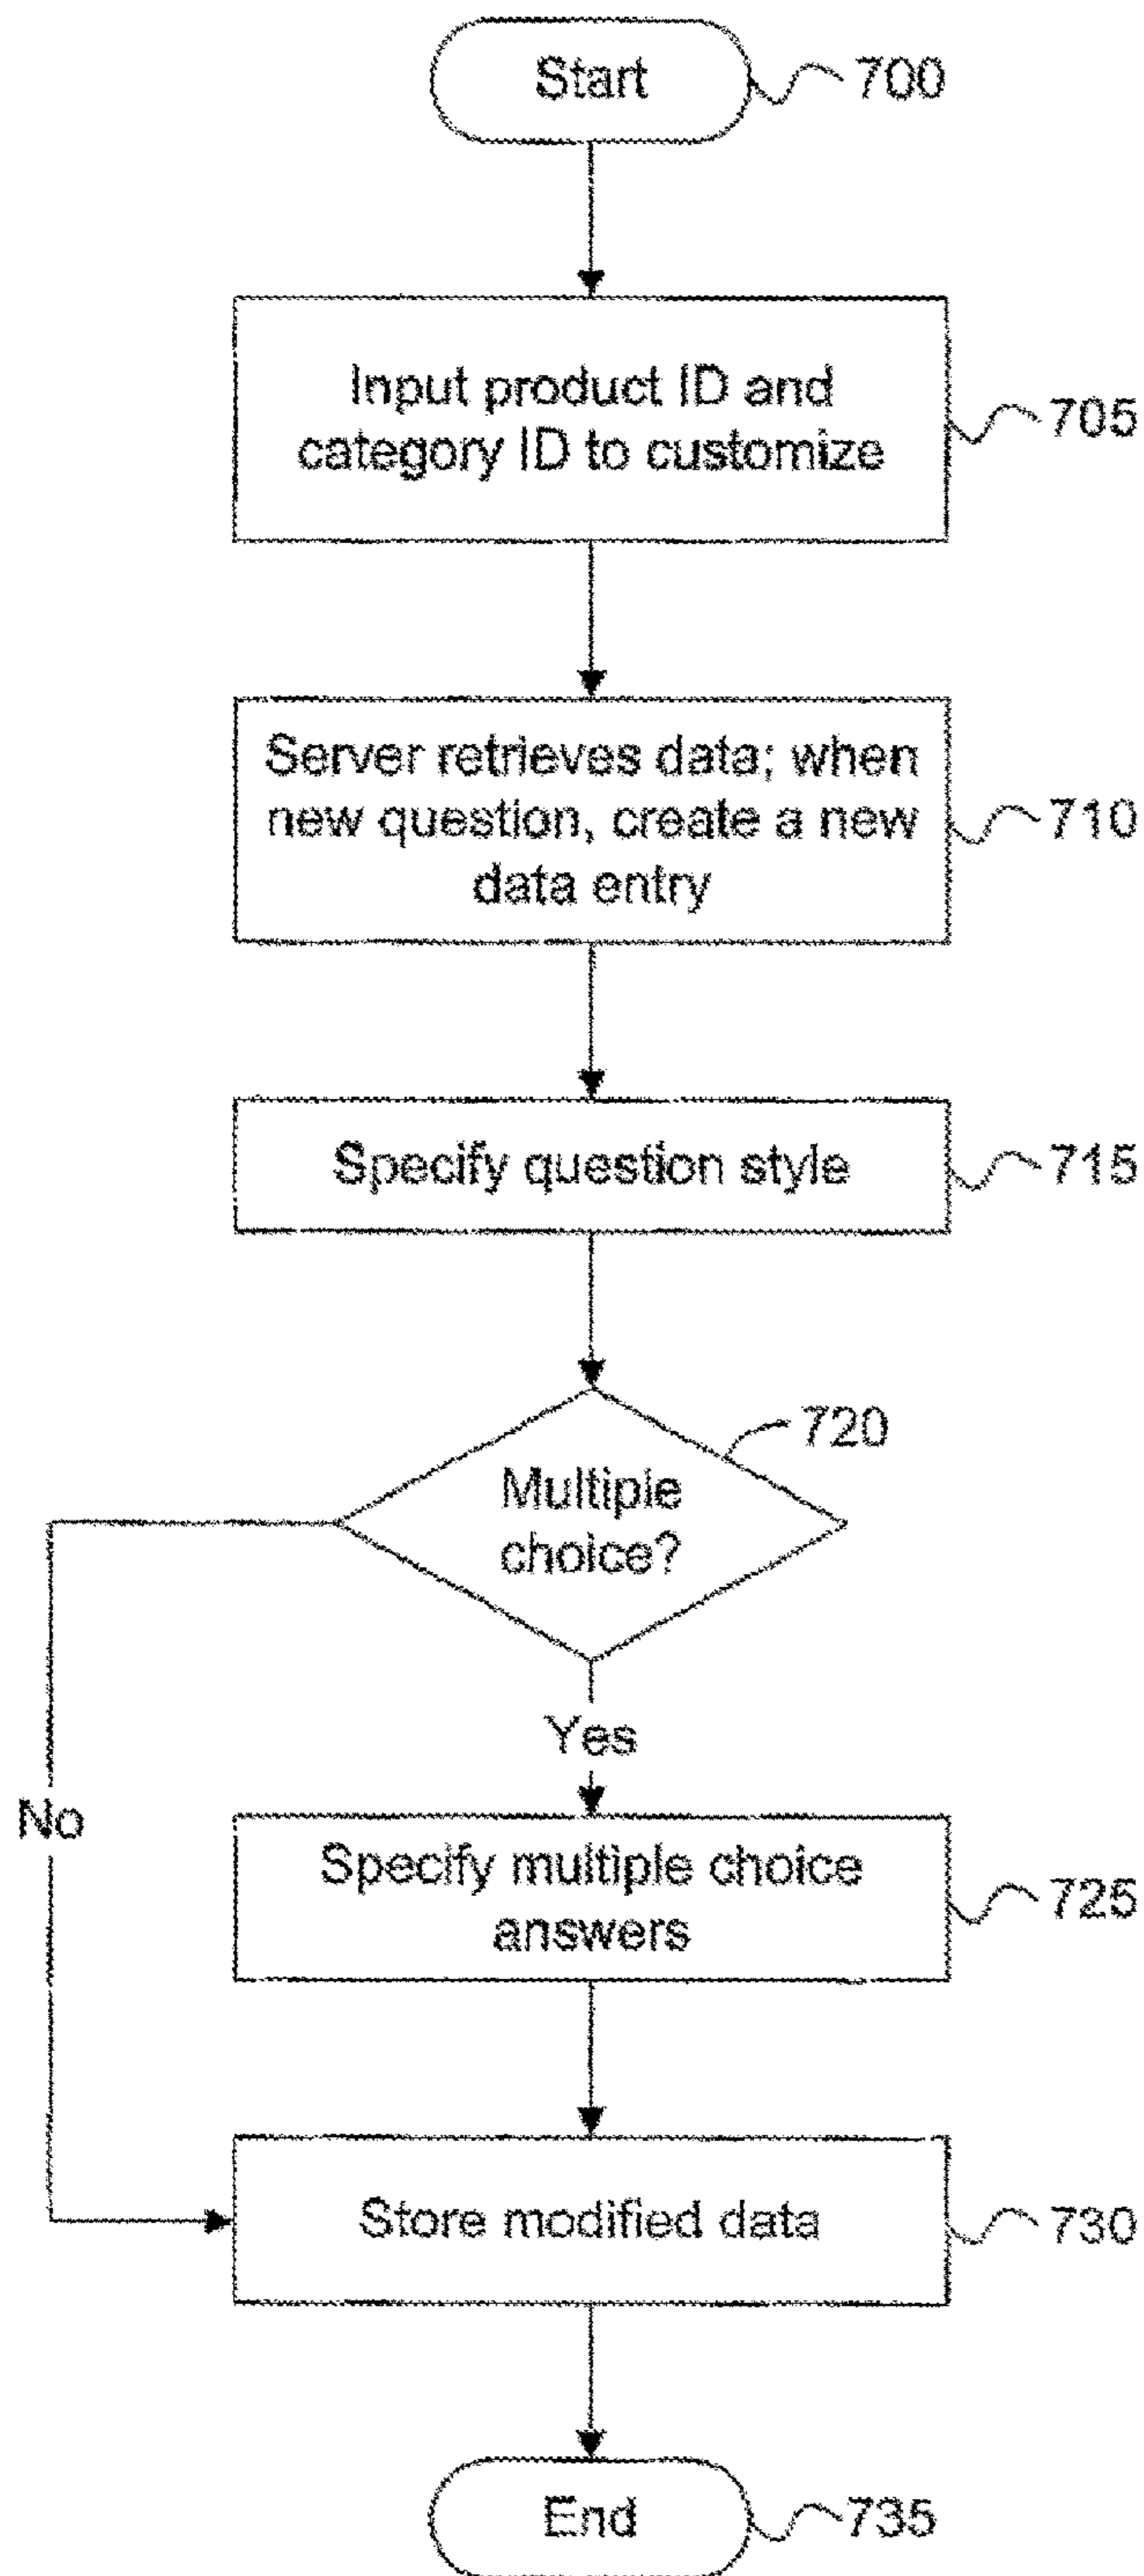 Start
700
Input product ID and
category ID to customize
705
Server retrieves data; when
new question, create a new
data entry
710
Specify question style
715
720
Multiple
choice?
Yes
No
Specify multiple choice
answers
725
Store modified data
730
End
735